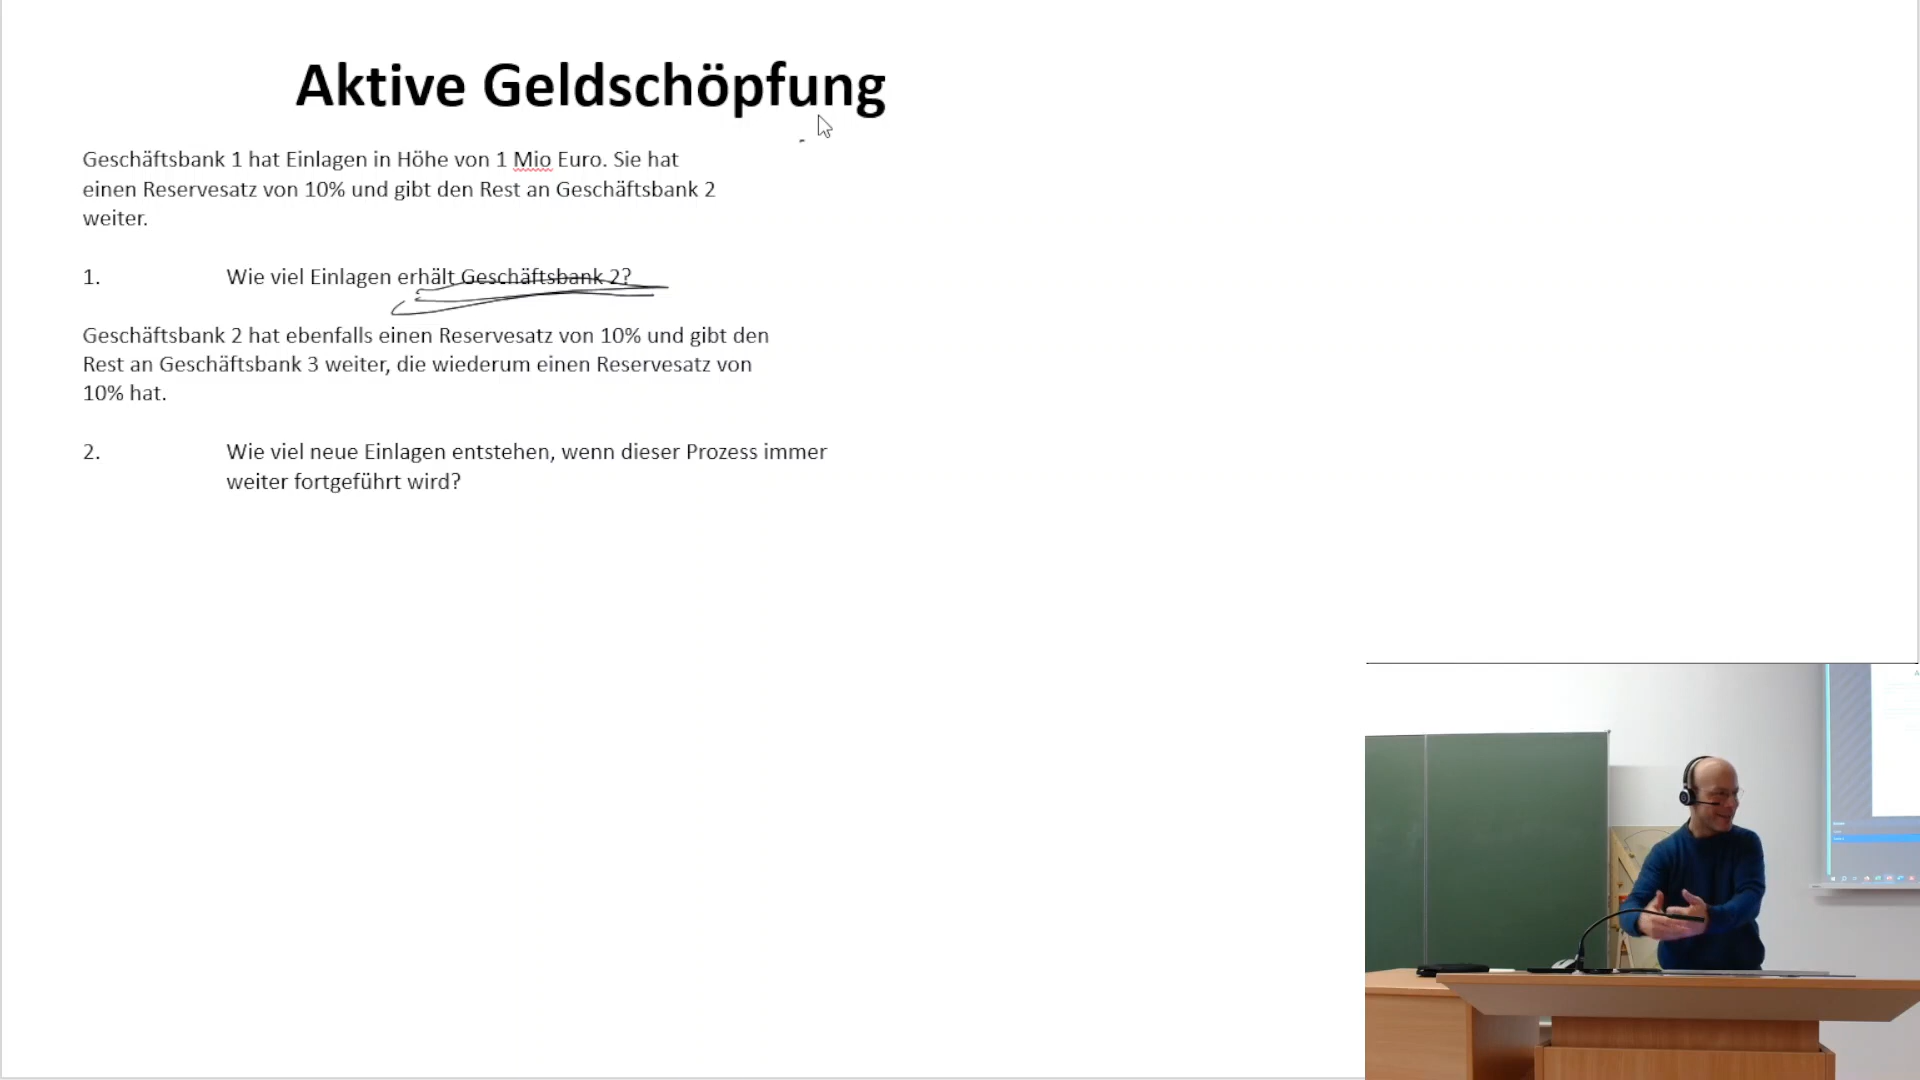 Aktive Geldschöpfung
Geschäftsbank 1 hat Einlagen in Höhe von 1 Mio Euro. Sie hat
einen Reservesatz von 10% und gibt den Rest an Geschäftsbank 2
weiter.
1. Wie viel Einlagen erhält Geschäftsbank 2?
Geschäftsbank 2 hat ebenfalls einen Reservesatz von 10% und gibt den
Rest an Geschäftsbank 3 weiter, die wiederum einen Reservesatz von
10% hat.
2. Wie viel neue Einlagen entstehen, wenn dieser Prozess immer
weiter fortgeführt wird?